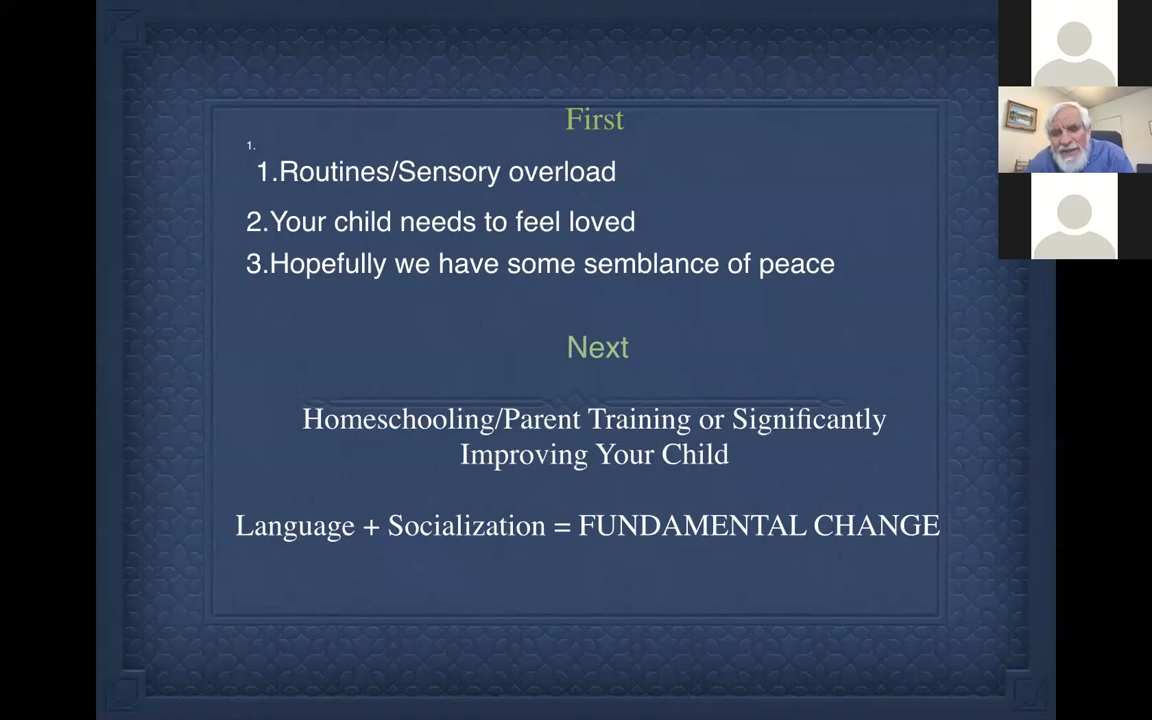 First
1.
1.Routines/Sensory overload
2.Your child needs to feel loved
3.Hopefully we have some semblance of peace
Next
Homeschooling/Parent Training or Significantly
Improving Your Child
Language + Socialization = FUNDAMENTAL CHANGE